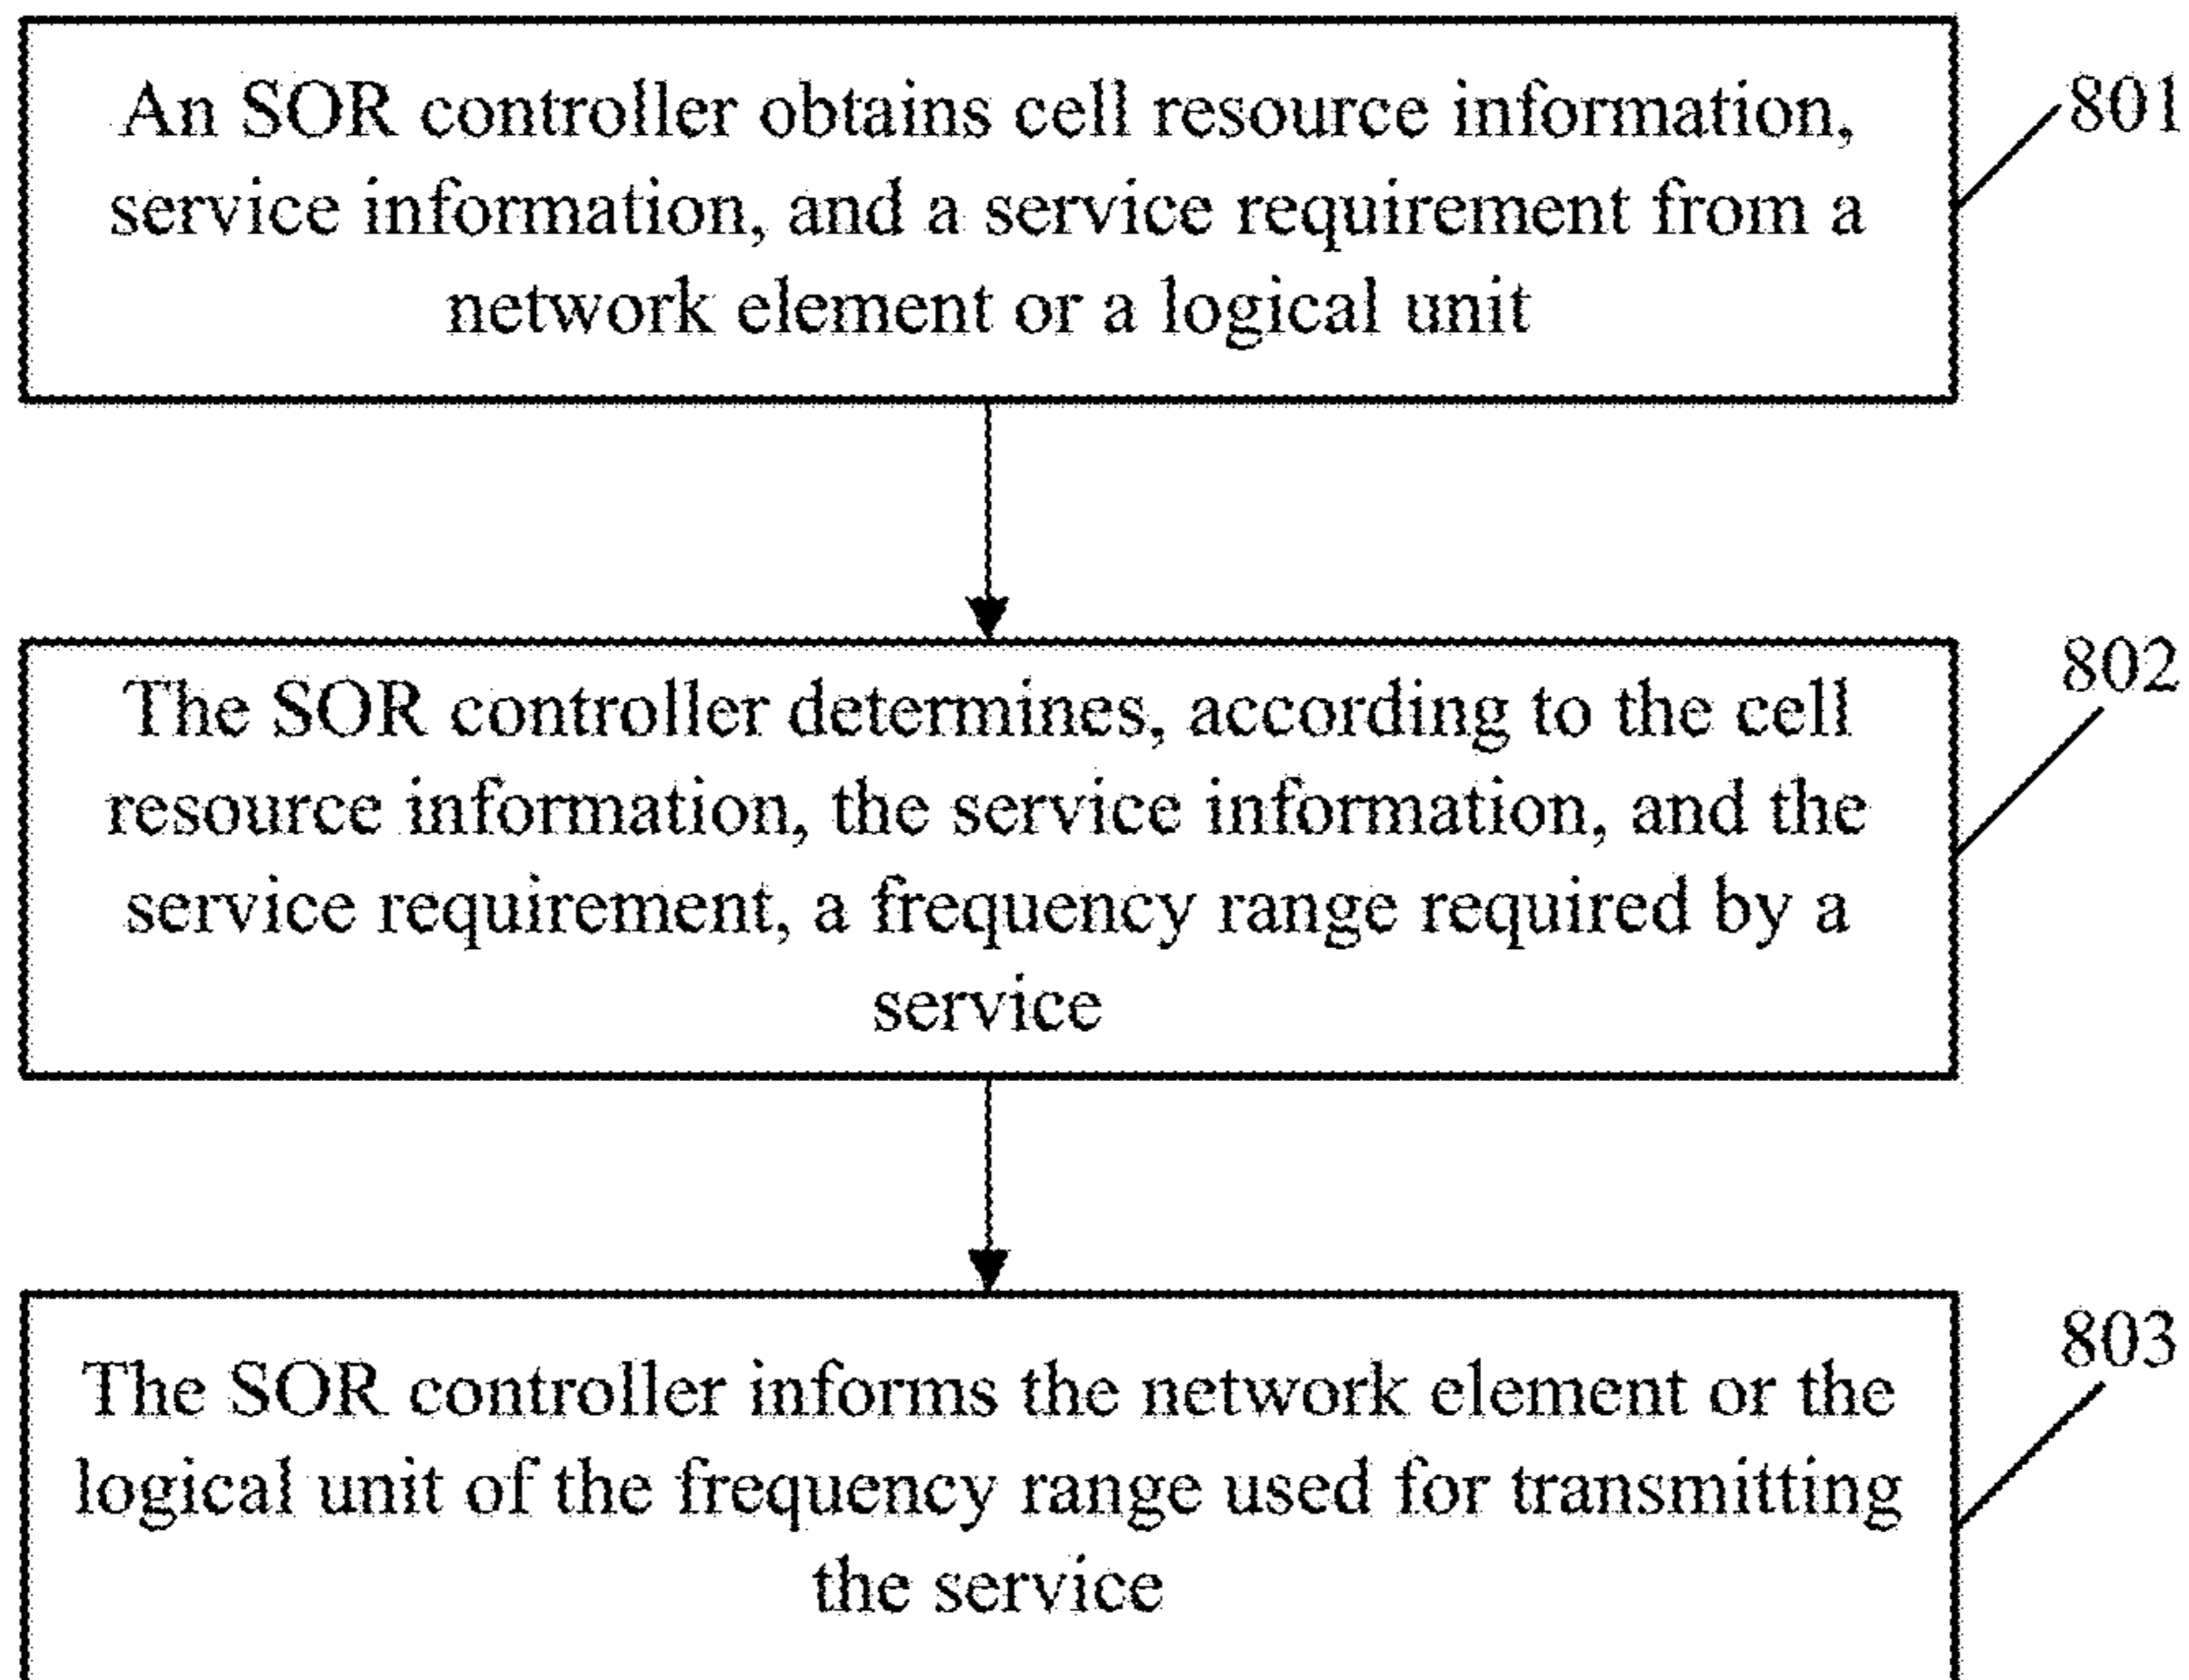 An SOR controller obtains cell resource information,
service information, and a service requirement from a
network element or a logical unit
801
The SOR controller determines, according to the cell
resource information, the service information, and the
service requirement, a frequency range required by a
service
802
The SOR controller informs the network element or the
logical unit of the frequency range used for transmitting
the service
803